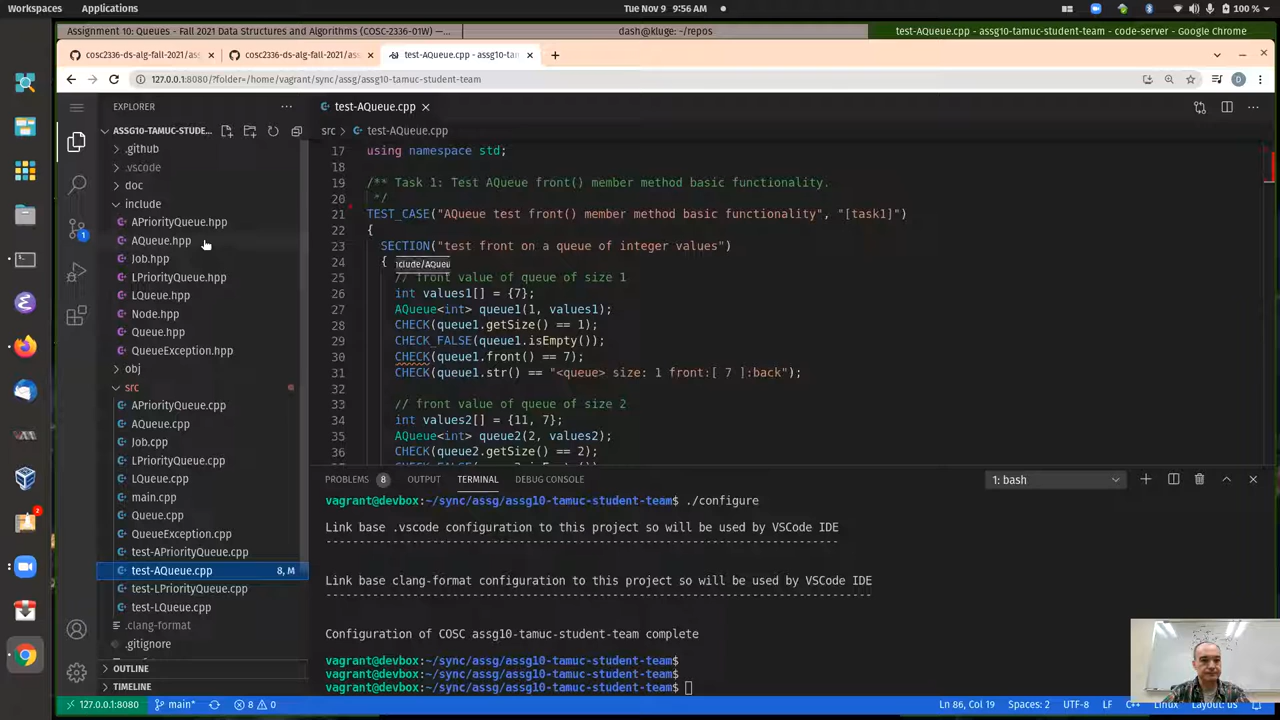 Workspaces
Applications
Tue Nov 9 9:56 AM
100 %
Assignment 10: Queues - Fall 2021 Data Structures and Algorithms (COSC-2336-01W) —...
dash@kluge: ~/repos
test-AQueue.cpp - assg10-tamuc-student-team - code-server - Google Chrome
cosc2336-ds-alg-fall-2021/as
cosc2336-ds-alg-fall-2021/as
test-AQueue.cpp - assg10-tam
127.0.0.1:8080/?folder=/home/vagrant/sync/assg/assg10-tamuc-student-team
D
EXPLORER
test-AQueue.cpp
ASSG10-TAMUC-STUDE...
src > test-AQueue.cpp
.github
.vscode
doc
include
APriorityQueue.hpp
AQueue.hpp
Job.hpp
LPriorityQueue.hpp
LQueue.hpp
Node.hpp
Queue.hpp
QueueException.hpp
obj
src
APriorityQueue.cpp
AQueue.cpp
Job.cpp
LPriorityQueue.cpp
LQueue.cpp
main.cpp
Queue.cpp
QueueException.cpp
test-APriorityQueue.cpp
test-AQueue.cpp 8, M
test-LPriorityQueue.cpp
test-LQueue.cpp
.clang-format
.gitignore
OUTLINE
TIMELINE
1
2
17 using namespace std;
18
19 /** Task 1: Test AQueue front() member method basic functionality.
20 */
21 TEST_CASE("AQueue test front() member method basic functionality", "[task1]")
22 {
23 SECTION("test front on a queue of integer values")
24 {
clude/AQueu
25 // front value of queue of size 1
26 int values1[] = {7};
27 AQueue<int> queue1(1, values1);
28 CHECK(queue1.getSize() == 1);
29 CHECK_FALSE(queue1.isEmpty());
30 CHECK(queue1.front() == 7);
31 CHECK(queue1.str() == "<queue> size: 1 front:[ 7 ]:back");
32
33 // front value of queue of size 2
34 int values2[] = {11, 7};
35 AQueue<int> queue2(2, values2);
36 CHECK(queue2.getSize() == 2);
PROBLEMS 8 OUTPUT TERMINAL DEBUG CONSOLE
1: bash
vagrant@devbox:~/sync/assg/assg10-tamuc-student-team$ ./configure
Link base .vscode configuration to this project so will be used by VSCode IDE
Link base clang-format configuration to this project so will be used by VSCode IDE
Configuration of COSC assg10-tamuc-student-team complete
vagrant@devbox:~/sync/assg/assg10-tamuc-student-team$
vagrant@devbox:~/sync/assg/assg10-tamuc-student-team$
vagrant@devbox:~/sync/assg/assg10-tamuc-student-team$
127.0.0.1:8080
main*
8 0
Ln 86, Col 19
Spaces: 2
UTF-8
LF
C++
Linux
Layout: us